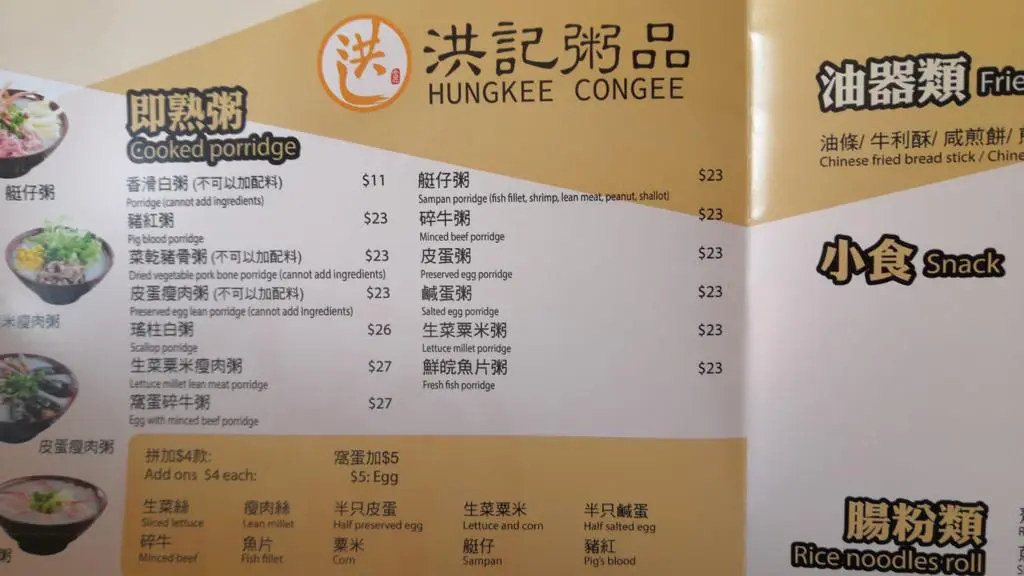 洪
洪記粥品
HUNGKEE CONGEE
即熟粥
Cooked porridge
香滑白粥 (不可以加配料) $11
Porridge (cannot add ingredients)
豬紅粥 $23
Pig blood porridge
菜乾豬骨粥 (不可以加配料) $23
Dried vegetable pork bone porridge (cannot add ingredients)
皮蛋瘦肉粥 (不可以加配料) $23
Preserved egg lean porridge (cannot add ingredients)
瑤柱白粥 $26
Scallop porridge
生菜粟米瘦肉粥 $27
Lettuce millet lean meat porridge
窩蛋碎牛粥 $27
Egg with minced beef porridge
艇仔粥 $23
Sampan porridge (fish fillet, shrimp, lean meat, peanut, shallot)
碎牛粥 $23
Minced beef porridge
皮蛋粥 $23
Preserved egg porridge
鹹蛋粥 $23
Salted egg porridge
生菜粟米粥 $23
Lettuce millet porridge
鮮皖魚片粥 $23
Fresh fish porridge
拼加$4款: 窩蛋加$5
Add ons $4 each: $5: Egg
生菜絲 瘦肉絲 半只皮蛋 生菜粟米 半只鹹蛋
Sliced lettuce Lean millet Half preserved egg Lettuce and corn Half salted egg
碎牛 魚片 粟米 艇仔 豬紅
Minced beef Fish fillet Corn Sampan Pig's blood
艇仔粥
米瘦肉粥
皮蛋瘦肉粥
粥
油器類 Frie
油條/ 牛利酥/ 咸煎餅/
Chinese fried bread stick / Chine
小食 Snack
腸粉類
Rice noodles roll